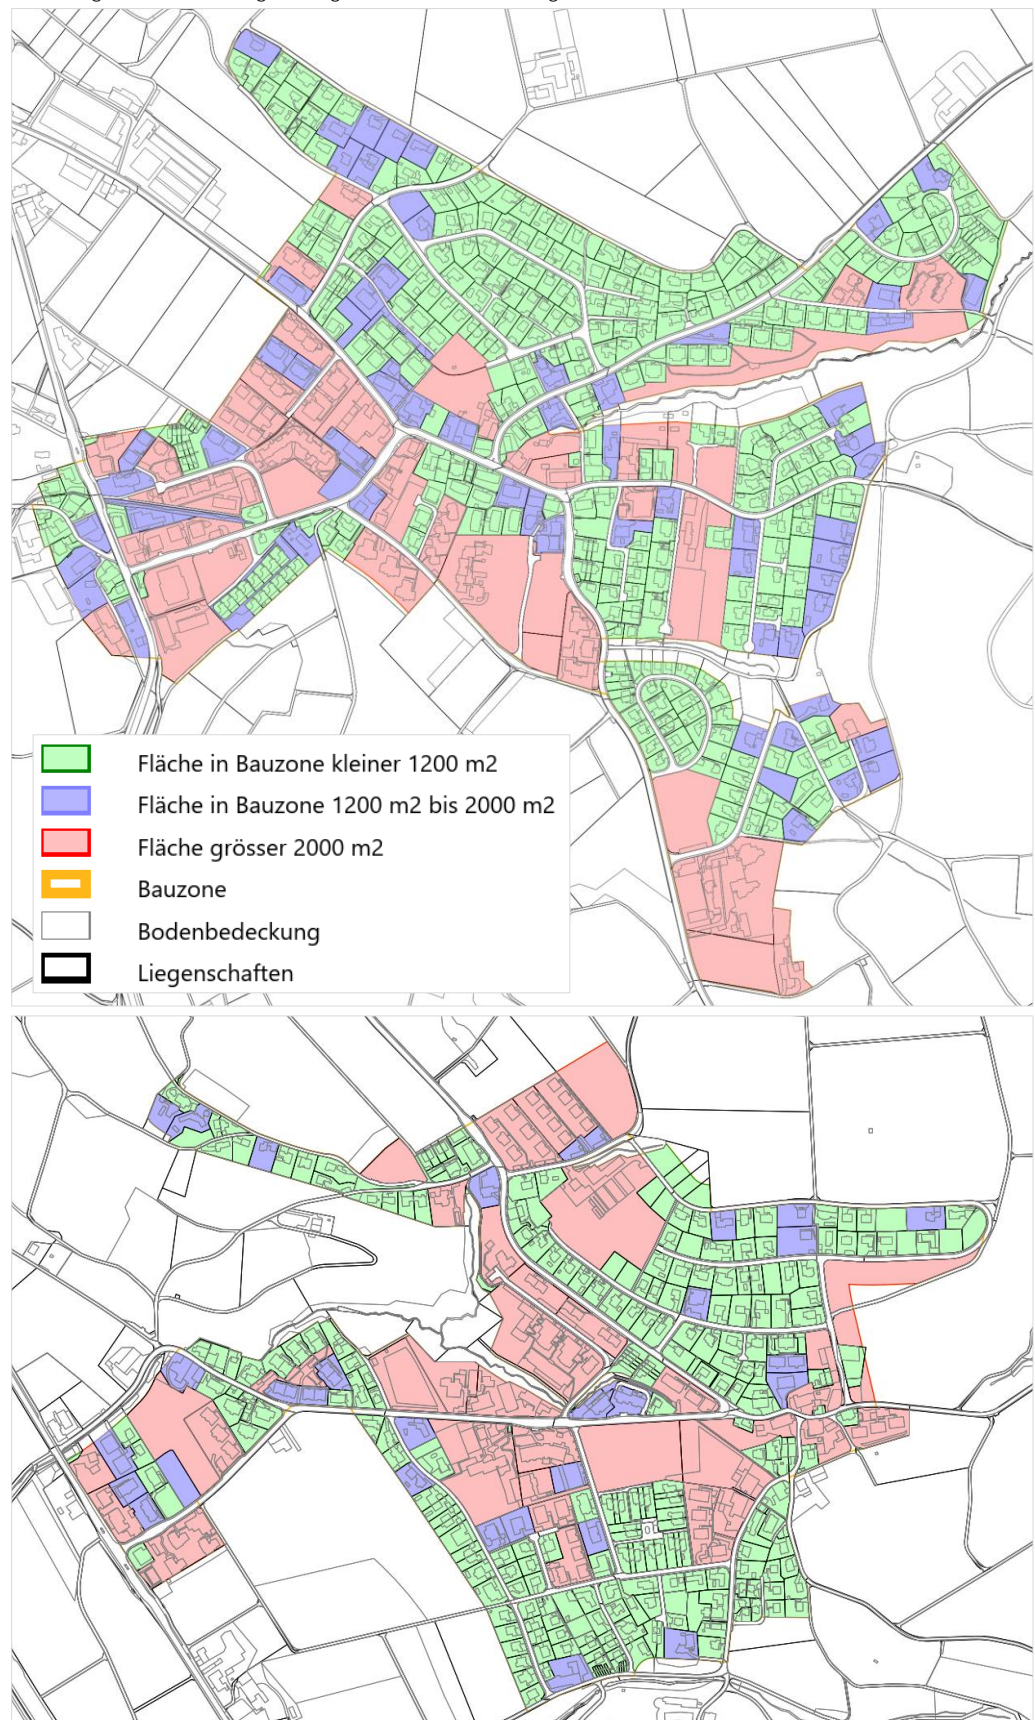 Fläche in Bauzone kleiner 1200 m2
Fläche in Bauzone 1200 m2 bis 2000 m2
Fläche grösser 2000 m2
Bauzone
Bodenbedeckung
Liegenschaften